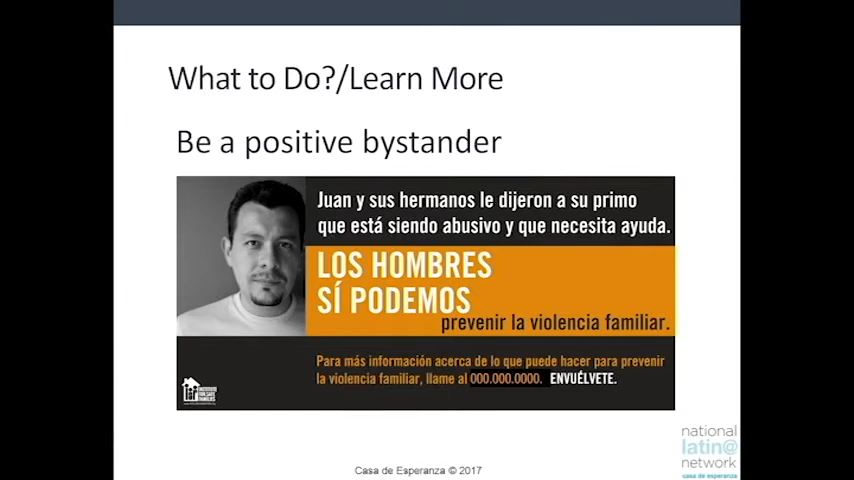 What to Do?/Learn More
Be a positive bystander
Juan y sus hermanos le dijeron a su primo
que está siendo abusivo y que necesita ayuda.
LOS HOMBRES
SÍ PODEMOS
prevenir la violencia familiar.
Para más información acerca de lo que puede hacer para prevenir
la violencia familiar, llame al 000.000.0000. ENVUÉLVETE.
Casa de Esperanza © 2017
national
latin@
network
casa de esperanza